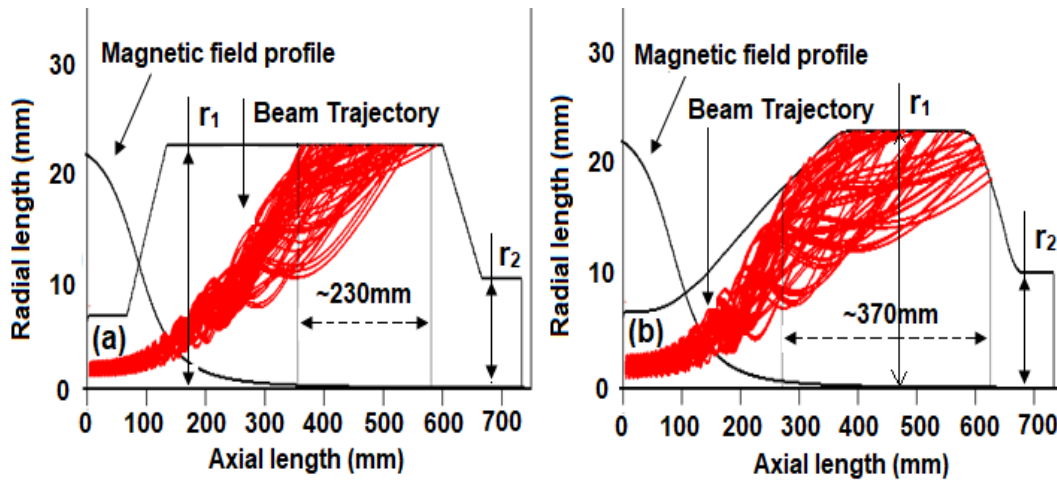 Magnetic field profile
r1
Beam Trajectory
r2
~230mm
(a)
Radial length (mm)
30
20
10
0
0 100 200 300 400 500 600 700
Axial length (mm)
Magnetic field profile
r1
Beam Trajectory
r2
~370mm
(b)
Radial length (mm)
30
20
10
0
0 100 200 300 400 500 600 700
Axial length (mm)